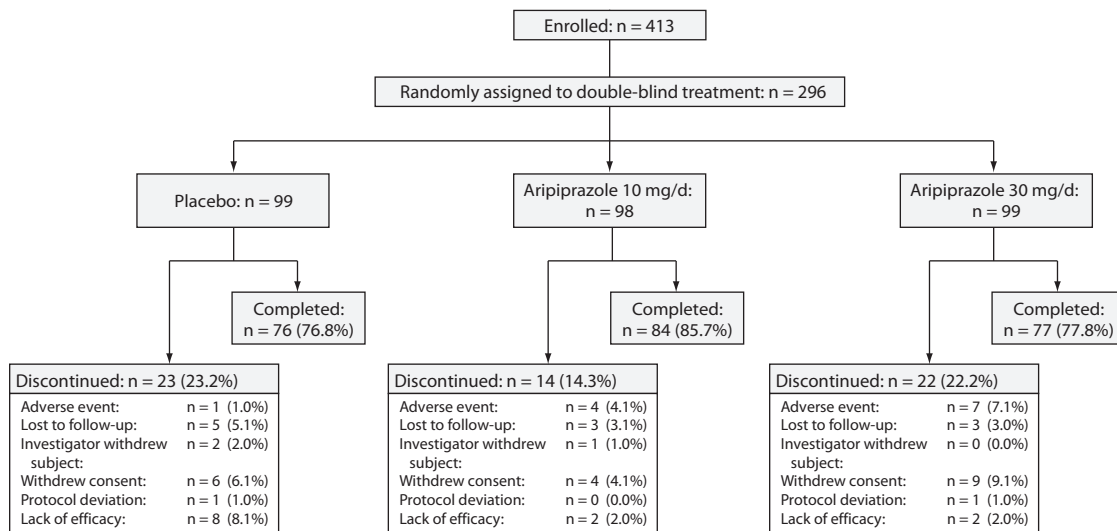 Enrolled: n = 413
Randomly assigned to double-blind treatment: n = 296
Placebo: n = 99
Aripiprazole 10 mg/d:
n = 98
Aripiprazole 30 mg/d:
n = 99
Completed:
n = 76 (76.8%)
Completed:
n = 84 (85.7%)
Completed:
n = 77 (77.8%)
Discontinued: n = 23 (23.2%)
Adverse event: n = 1 (1.0%)
Lost to follow-up: n = 5 (5.1%)
Investigator withdrew n = 2 (2.0%)
subject:
Withdrew consent: n = 6 (6.1%)
Protocol deviation: n = 1 (1.0%)
Lack of efficacy: n = 8 (8.1%)
Discontinued: n = 14 (14.3%)
Adverse event: n = 4 (4.1%)
Lost to follow-up: n = 3 (3.1%)
Investigator withdrew n = 1 (1.0%)
subject:
Withdrew consent: n = 4 (4.1%)
Protocol deviation: n = 0 (0.0%)
Lack of efficacy: n = 2 (2.0%)
Discontinued: n = 22 (22.2%)
Adverse event: n = 7 (7.1%)
Lost to follow-up: n = 3 (3.0%)
Investigator withdrew n = 0 (0.0%)
subject:
Withdrew consent: n = 9 (9.1%)
Protocol deviation: n = 1 (1.0%)
Lack of efficacy: n = 2 (2.0%)